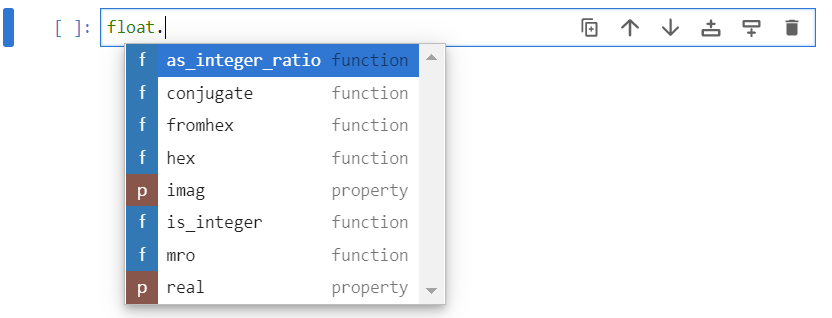 [ ]: float.
f as_integer_ratio function
f conjugate function
f fromhex function
f hex function
p imag property
f is_integer function
f mro function
p real property